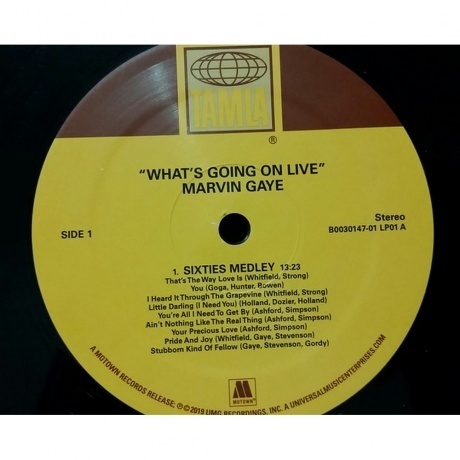 TAMLA
®
"WHAT'S GOING ON LIVE"
MARVIN GAYE
Stereo
SIDE 1
B0030147-01 LP01 A
1. SIXTIES MEDLEY 13:23
That's The Way Love Is (Whitfield, Strong)
You (Goga, Hunter, Bowen)
I Heard It Through The Grapevine (Whitfield, Strong)
Little Darling (I Need You) (Holland, Dozier, Holland)
You're All I Need To Get By (Ashford, Simpson)
Ain't Nothing Like The Real Thing (Ashford, Simpson)
Your Precious Love (Ashford, Simpson)
Pride And Joy (Whitfield, Gaye, Stevenson)
Stubborn Kind Of Fellow (Gaye, Stevenson, Gordy)
M
MOTOWN
A MOTOWN RECORDS RELEASE; ℗© 2019 UMG RECORDINGS, INC. A UNIVERSALMUSICENTERPRISES.COM